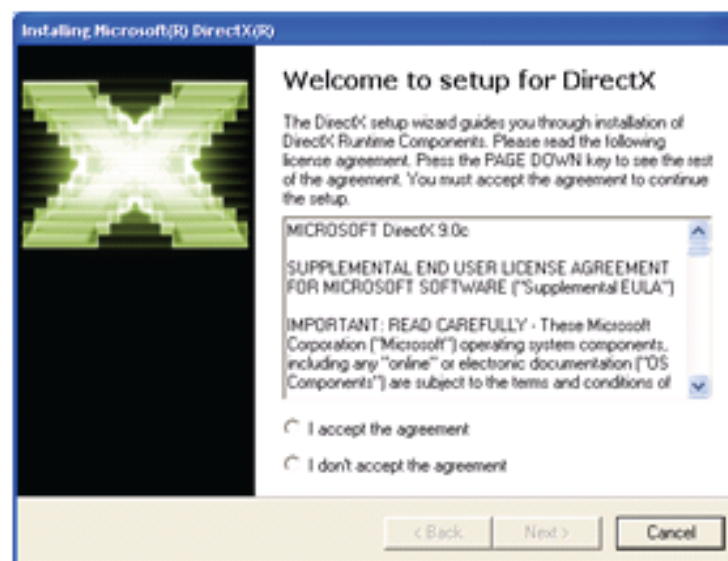 Installing Microsoft(R) DirectX(R)
Welcome to setup for DirectX
The DirectX setup wizard guides you through installation of
DirectX Runtime Components. Please read the following
license agreement. Press the PAGE DOWN key to see the rest
of the agreement. You must accept the agreement to continue
the setup.
MICROSOFT DirectX 9.0c
SUPPLEMENTAL END USER LICENSE AGREEMENT
FOR MICROSOFT SOFTWARE ("Supplemental EULA")
IMPORTANT: READ CAREFULLY - These Microsoft
Corporation ("Microsoft") operating system components,
including any "online" or electronic documentation ("OS
Components") are subject to the terms and conditions of
I accept the agreement
I don't accept the agreement
< Back Next > Cancel